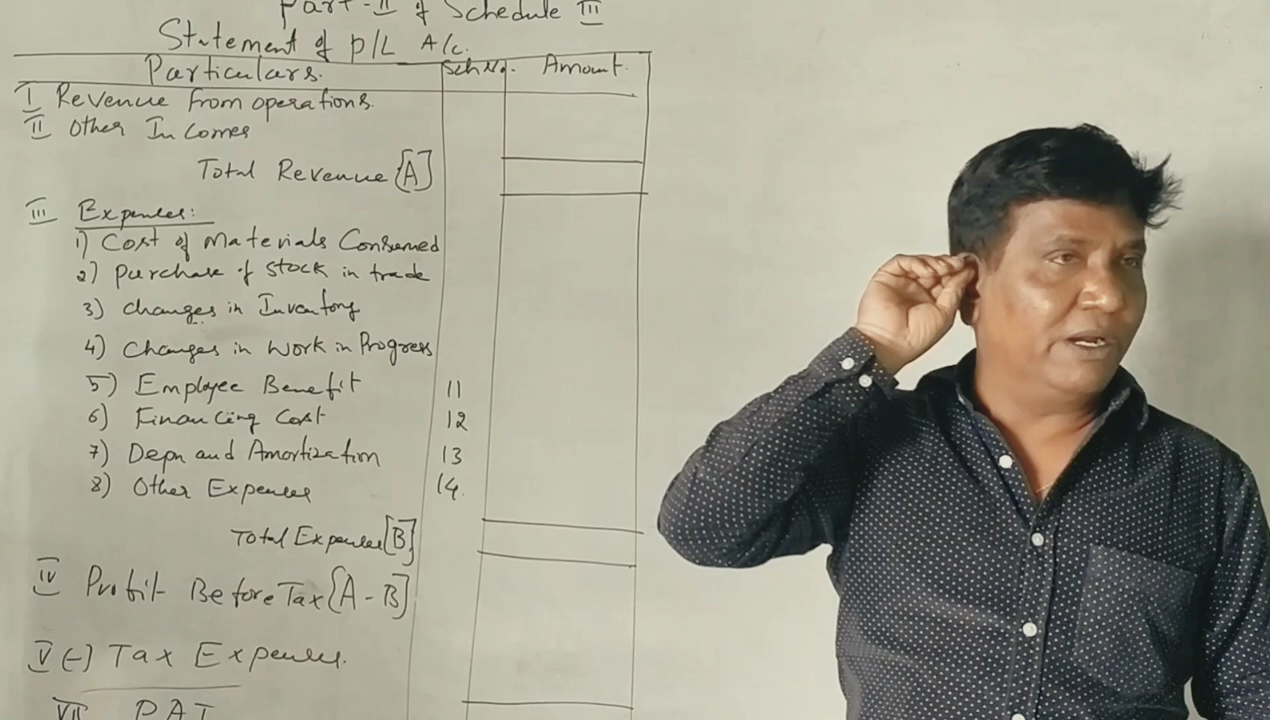 Part-II of Schedule III
Statement of P/L A/c.
Particulars. Sch No. Amount.
I Revenue from operations.
II Other Incomes
Total Revenue [A]
III Expenses:
1) Cost of Materials Consumed
2) Purchase of Stock in trade
3) Changes in Inventory
4) Changes in Work in Progress
5) Employee Benefit 11
6) Financing Cost 12
7) Depn and Amortization 13
8) Other Expenses 14.
Total Expenses [B]
IV Profit Before Tax [A-B]
V (-) Tax Expenses.
VII PAT